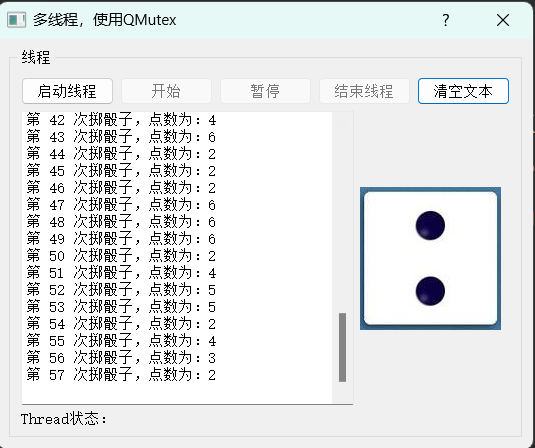 多线程，使用QMutex
线程
启动线程 开始 暂停 结束线程 清空文本
第 42 次掷骰子，点数为：4
第 43 次掷骰子，点数为：6
第 44 次掷骰子，点数为：2
第 45 次掷骰子，点数为：2
第 46 次掷骰子，点数为：2
第 47 次掷骰子，点数为：6
第 48 次掷骰子，点数为：6
第 49 次掷骰子，点数为：6
第 50 次掷骰子，点数为：2
第 51 次掷骰子，点数为：4
第 52 次掷骰子，点数为：5
第 53 次掷骰子，点数为：5
第 54 次掷骰子，点数为：2
第 55 次掷骰子，点数为：4
第 56 次掷骰子，点数为：3
第 57 次掷骰子，点数为：2
Thread状态：